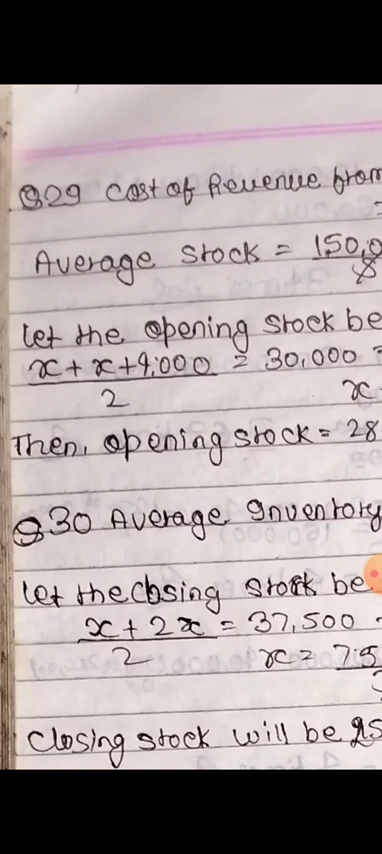 Q29 Cost of Revenue from
Average Stock = 150,0
8
Let the opening stock be
x + x + 4,000 = 30,000
2
x
Then, opening stock = 28
Q30 Average Inventory
Let the closing stock be
x + 2x = 37,500
2
x = 7,5
Closing stock will be 25